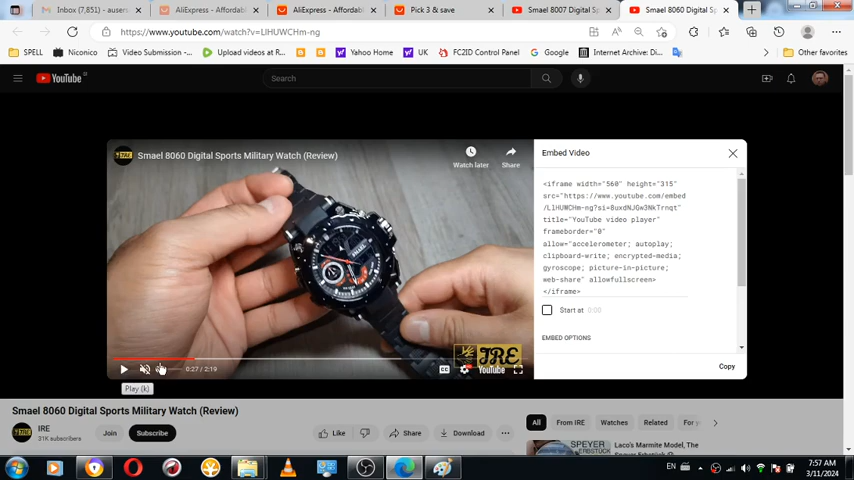 Inbox (7,851) - ausers
AliExpress - Affordab
AliExpress - Affordab
Pick 3 & save
Smael 8007 Digital Sp
Smael 8060 Digital Sp
https://www.youtube.com/watch?v=LlHUWCHm-ng
SPELL
Niconico
Video Submission -...
Upload videos at R...
Yahoo Home
UK
FC2ID Control Panel
Google
Internet Archive: Di...
Other favorites
YouTube
Search
IRE
Smael 8060 Digital Sports Military Watch (Review)
Watch later
Share
Embed Video
<iframe width="560" height="315"
src="https://www.youtube.com/embed
/LlHUWCHm-ng?si=8uxdNJGw3NkTrnqt"
title="YouTube video player"
frameborder="0"
allow="accelerometer; autoplay;
clipboard-write; encrypted-media;
gyroscope; picture-in-picture;
web-share" allowfullscreen>
</iframe>
Start at 0:00
EMBED OPTIONS
Copy
IRE
YouTube
0:27 / 2:19
CC
Play (k)
Smael 8060 Digital Sports Military Watch (Review)
IRE
31K subscribers
Join
Subscribe
Like
Share
Download
All
From IRE
Watches
Related
For y
Laco's Marmite Model, The
SPEYER
EN
7:57 AM
3/11/2024